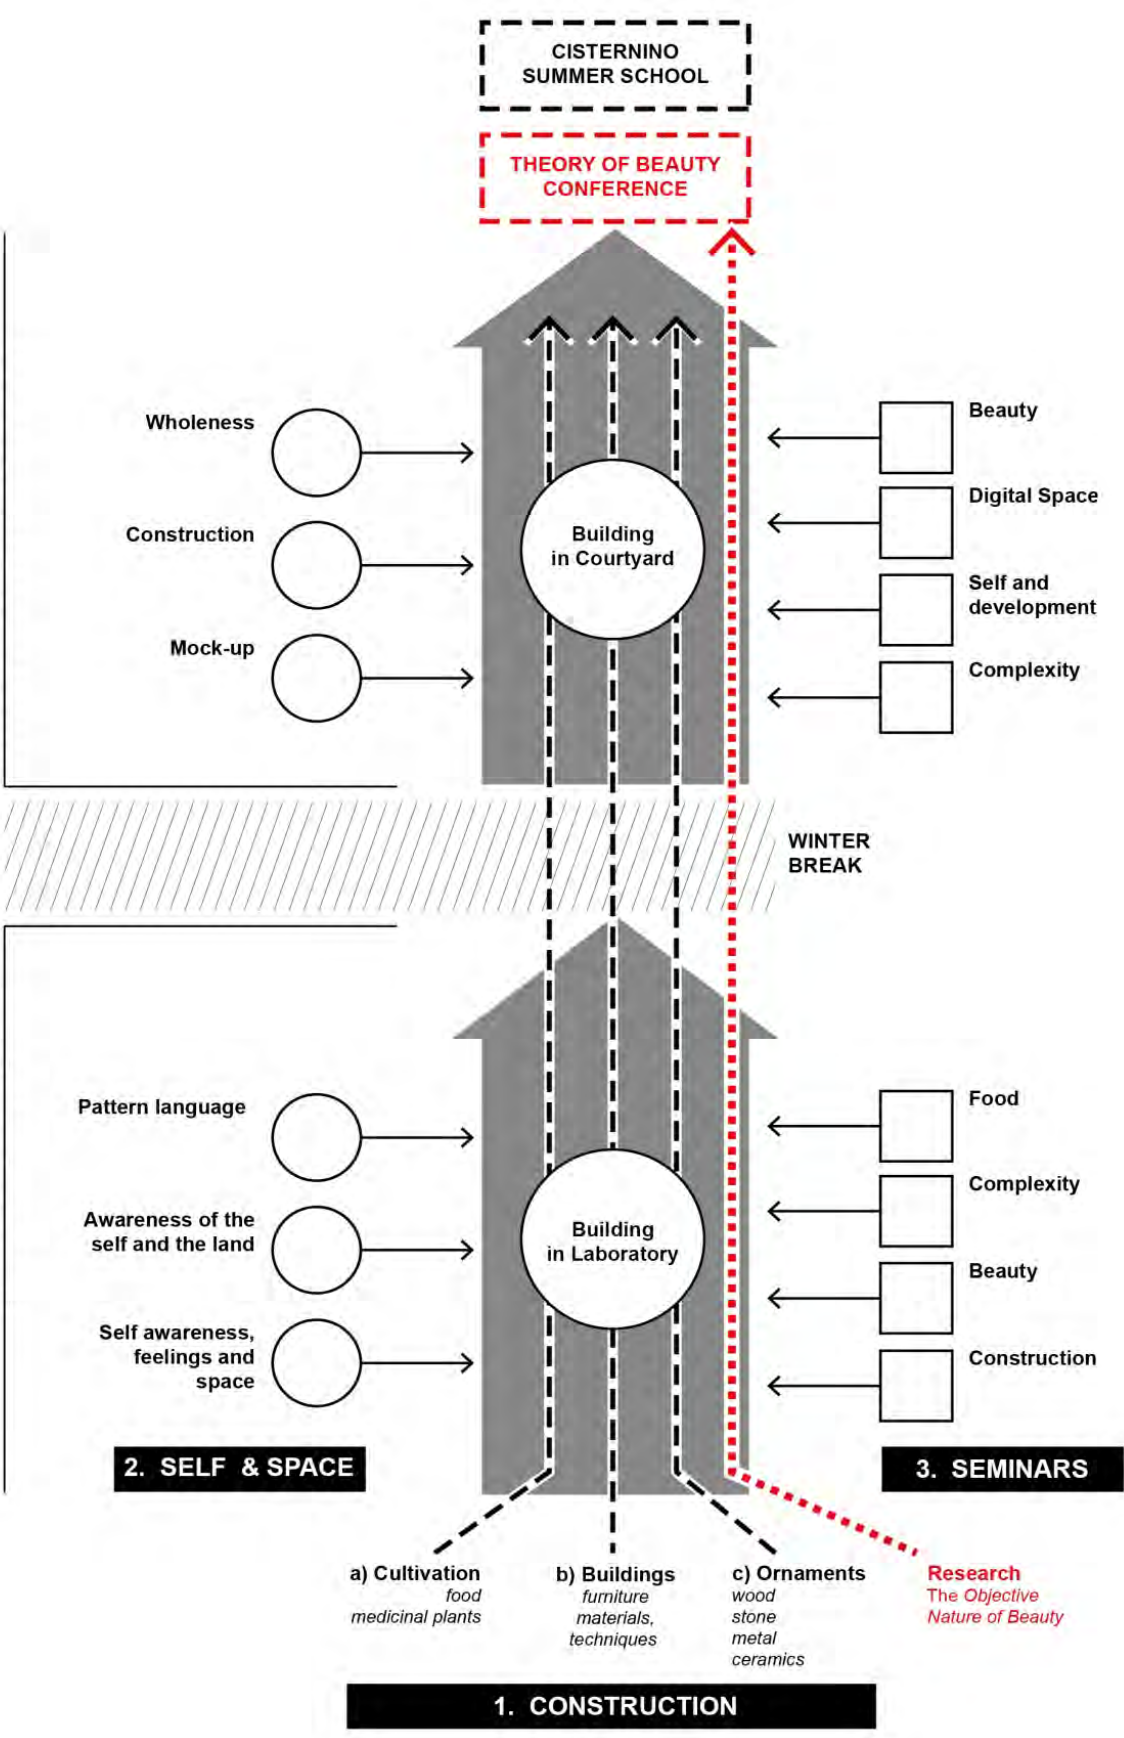 CISTERNINO
SUMMER SCHOOL
THEORY OF BEAUTY
CONFERENCE
Wholeness
Construction
Mock-up
Building
in Courtyard
Beauty
Digital Space
Self and
development
Complexity
WINTER
BREAK
Pattern language
Awareness of the
self and the land
Self awareness,
feelings and
space
Building
in Laboratory
Food
Complexity
Beauty
Construction
2. SELF & SPACE
3. SEMINARS
a) Cultivation
food
medicinal plants
b) Buildings
furniture
materials,
techniques
c) Ornaments
wood
stone
metal
ceramics
Research
The Objective
Nature of Beauty
1. CONSTRUCTION